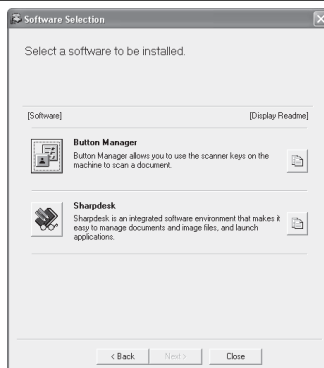 Software Selection
Select a software to be installed.
[Software] [Display Readme]
Button Manager
Button Manager allows you to use the scanner keys on the
machine to scan a document.
Sharpdesk
Sharpdesk is an integrated software environment that makes it
easy to manage documents and image files, and launch
applications.
< Back Next > Close